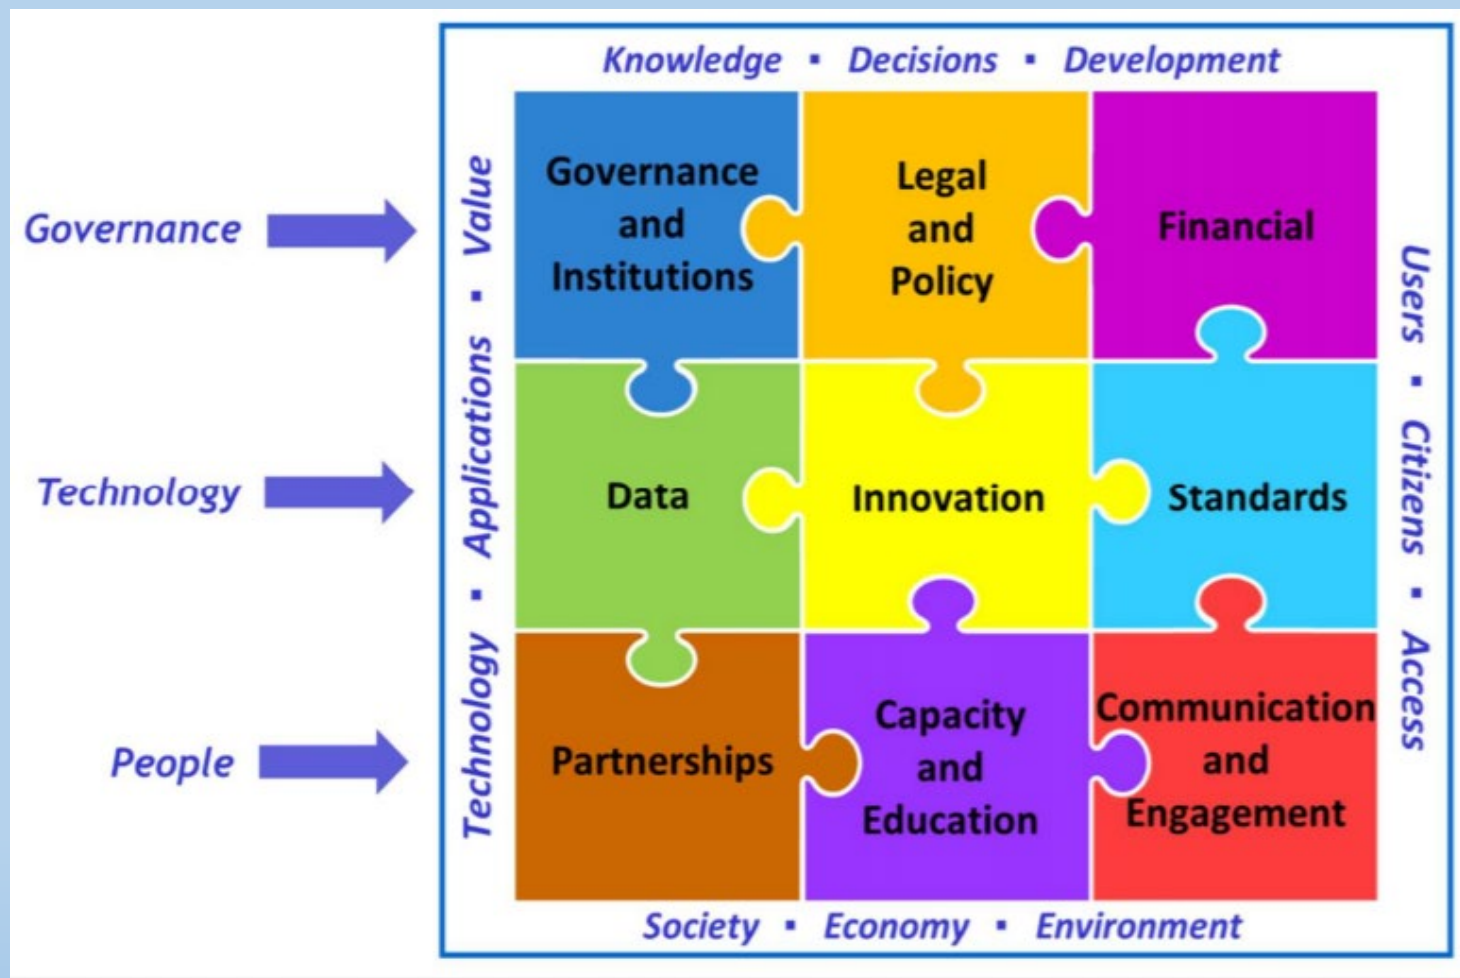 Knowledge ▪ Decisions ▪ Development
Governance
Technology
People
Technology ▪ Applications ▪ Value
Governance
and
Institutions
Legal
and
Policy
Financial
Data
Innovation
Standards
Partnerships
Capacity
and
Education
Communication
and
Engagement
Users ▪ Citizens ▪ Access
Society ▪ Economy ▪ Environment